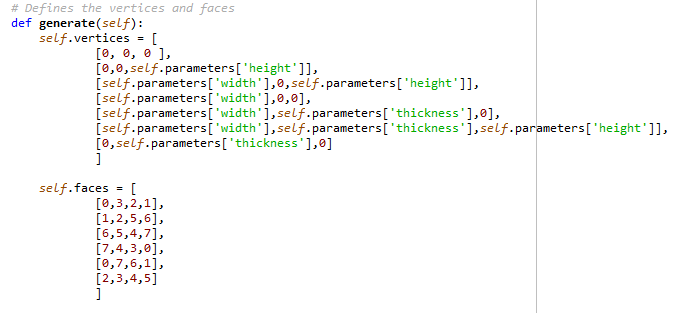 # Defines the vertices and faces
def generate(self):
self.vertices = [
[0, 0, 0 ],
[0,0,self.parameters['height']],
[self.parameters['width'],0,self.parameters['height']],
[self.parameters['width'],0,0],
[self.parameters['width'],self.parameters['thickness'],0],
[self.parameters['width'],self.parameters['thickness'],self.parameters['height']],
[0,self.parameters['thickness'],0]
]
self.faces = [
[0,3,2,1],
[1,2,5,6],
[6,5,4,7],
[7,4,3,0],
[0,7,6,1],
[2,3,4,5]
]